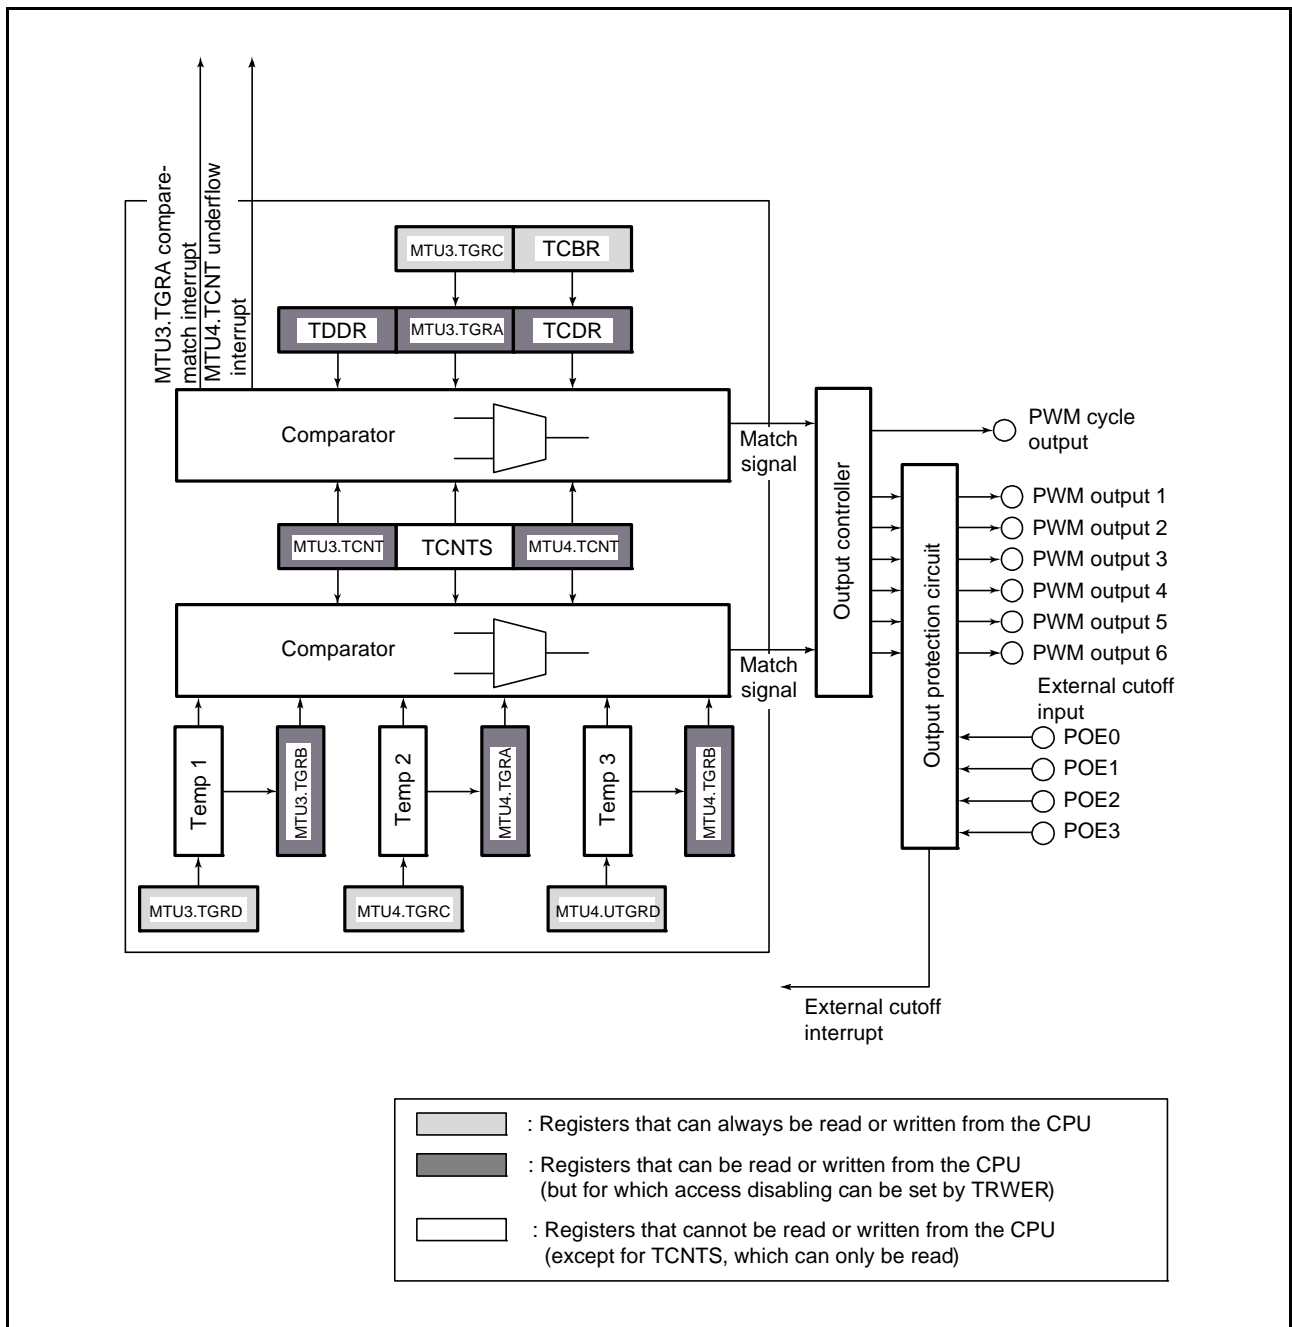 MTU3.TGRA compare-
match interrupt
MTU4.TCNT underflow
interrupt
MTU3.TGRC
TCBR
TDDR
MTU3.TGRA
TCDR
Comparator
Match
signal
MTU3.TCNT
TCNTS
MTU4.TCNT
Comparator
Match
signal
Temp 1
MTU3.TGRB
Temp 2
MTU4.TGRA
Temp 3
MTU4.TGRB
MTU3.TGRD
MTU4.TGRC
MTU4.UTGRD
Output controller
Output protection circuit
PWM cycle
output
PWM output 1
PWM output 2
PWM output 3
PWM output 4
PWM output 5
PWM output 6
External cutoff
input
POE0
POE1
POE2
POE3
External cutoff
interrupt
: Registers that can always be read or written from the CPU
: Registers that can be read or written from the CPU
(but for which access disabling can be set by TRWER)
: Registers that cannot be read or written from the CPU
(except for TCNTS, which can only be read)